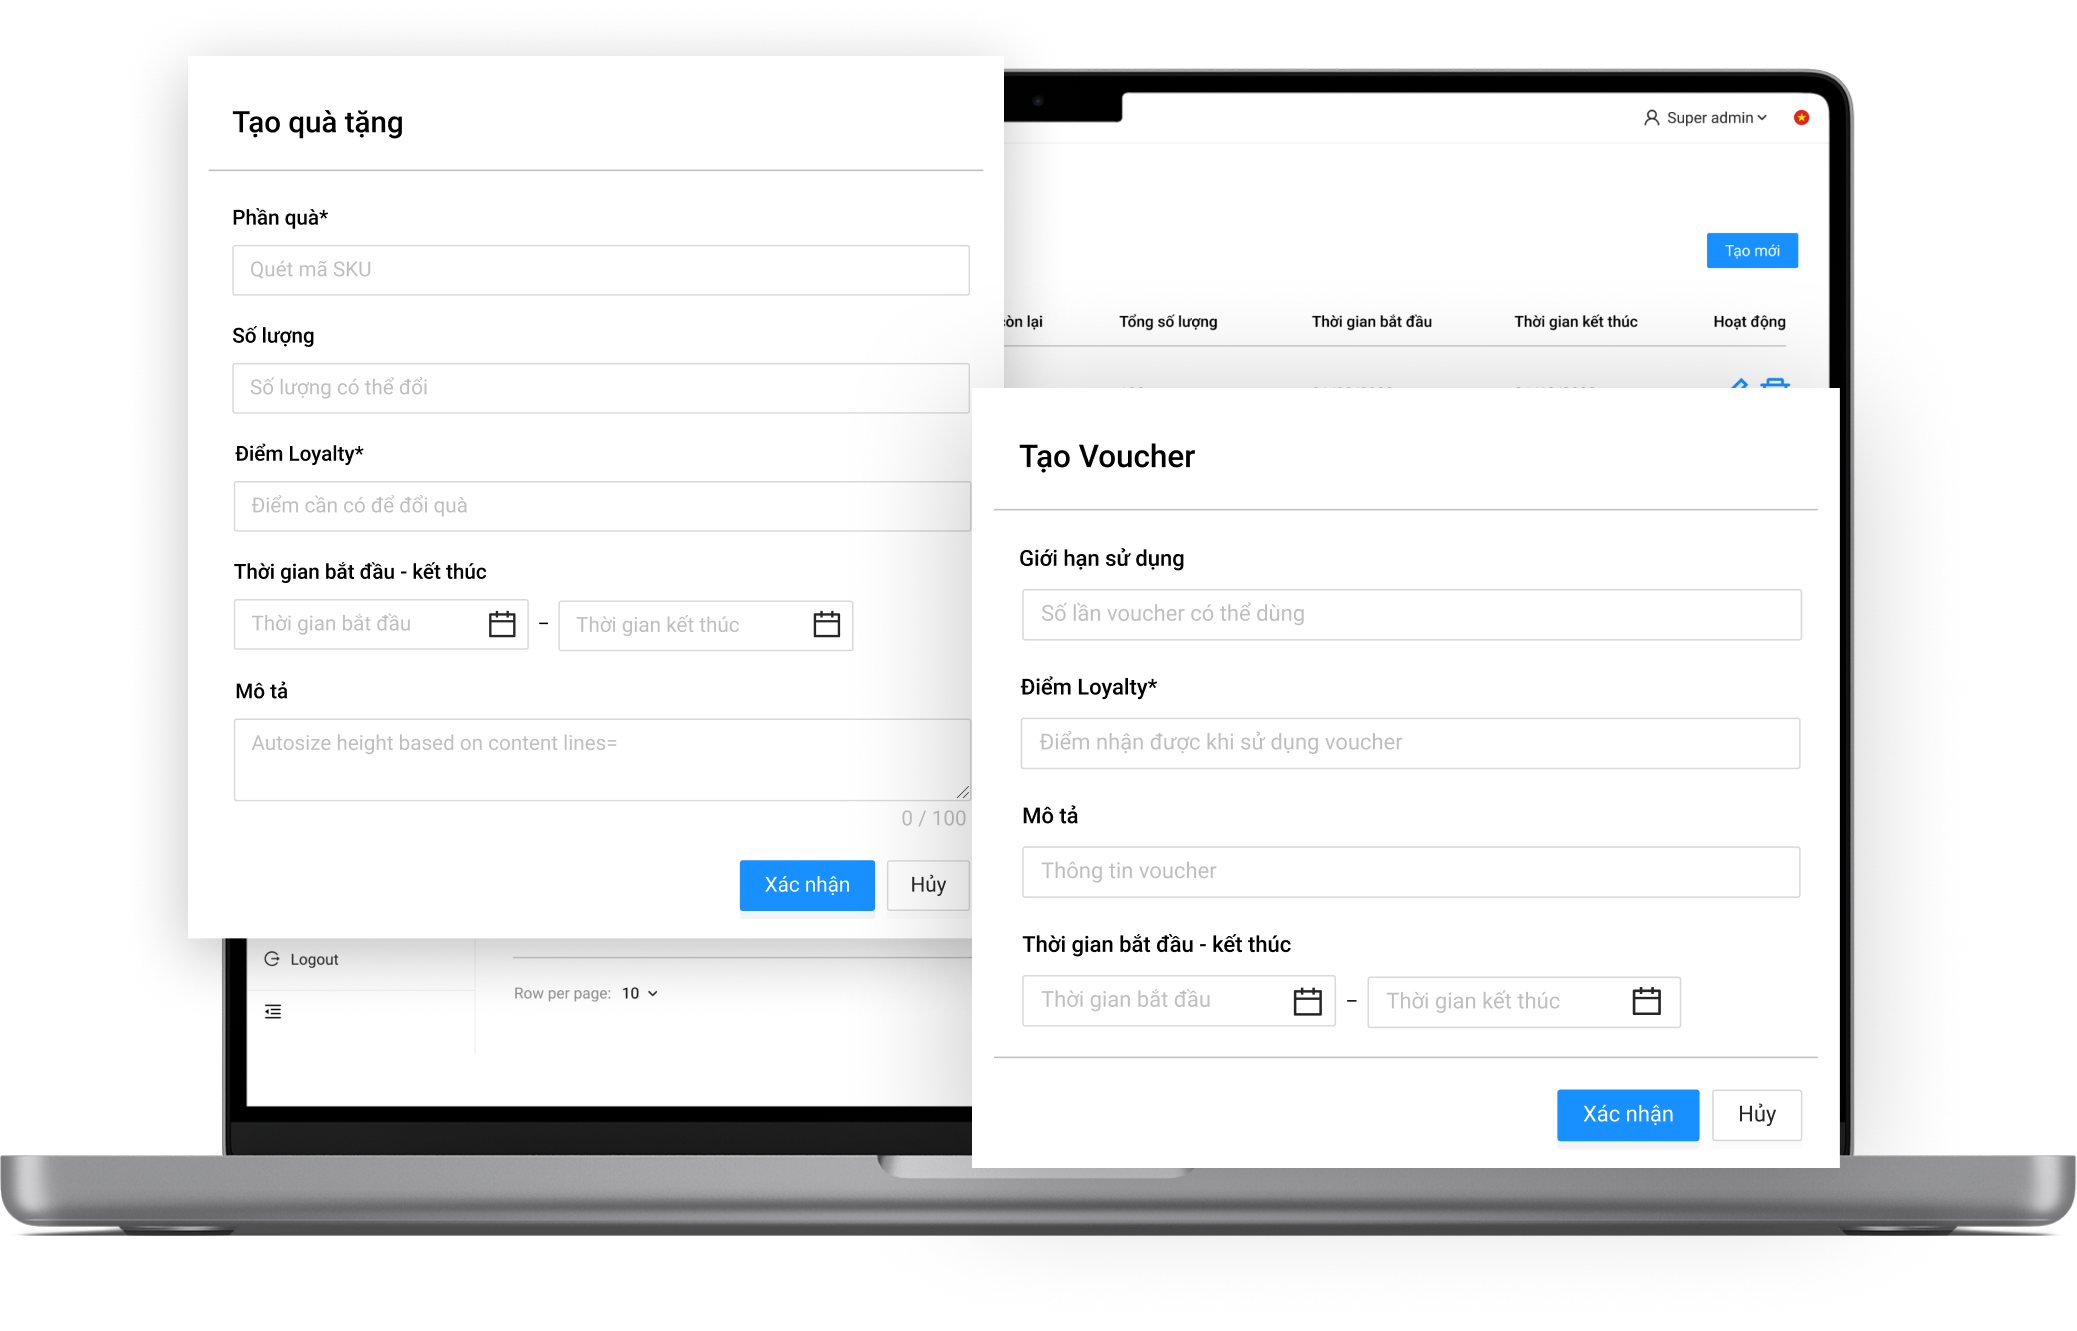 Tạo quà tặng
Phần quà*
Quét mã SKU
Số lượng
Số lượng có thể đổi
Điểm Loyalty*
Điểm cần có để đổi quà
Thời gian bắt đầu - kết thúc
Thời gian bắt đầu – Thời gian kết thúc
Mô tả
Autosize height based on content lines=
0 / 100
Xác nhận Hủy
Super admin
Tạo mới
còn lại Tổng số lượng Thời gian bắt đầu Thời gian kết thúc Hoạt động
Tạo Voucher
Giới hạn sử dụng
Số lần voucher có thể dùng
Điểm Loyalty*
Điểm nhận được khi sử dụng voucher
Mô tả
Thông tin voucher
Thời gian bắt đầu - kết thúc
Thời gian bắt đầu – Thời gian kết thúc
Xác nhận Hủy
Logout
Row per page: 10